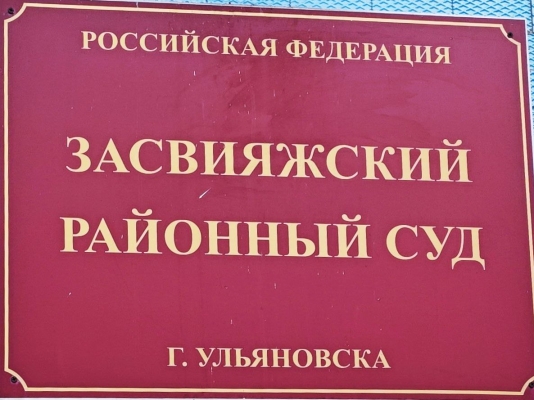 РОССИЙСКАЯ ФЕДЕРАЦИЯ
ЗАСВИЯЖСКИЙ
РАЙОННЫЙ СУД
Г. УЛЬЯНОВСКА